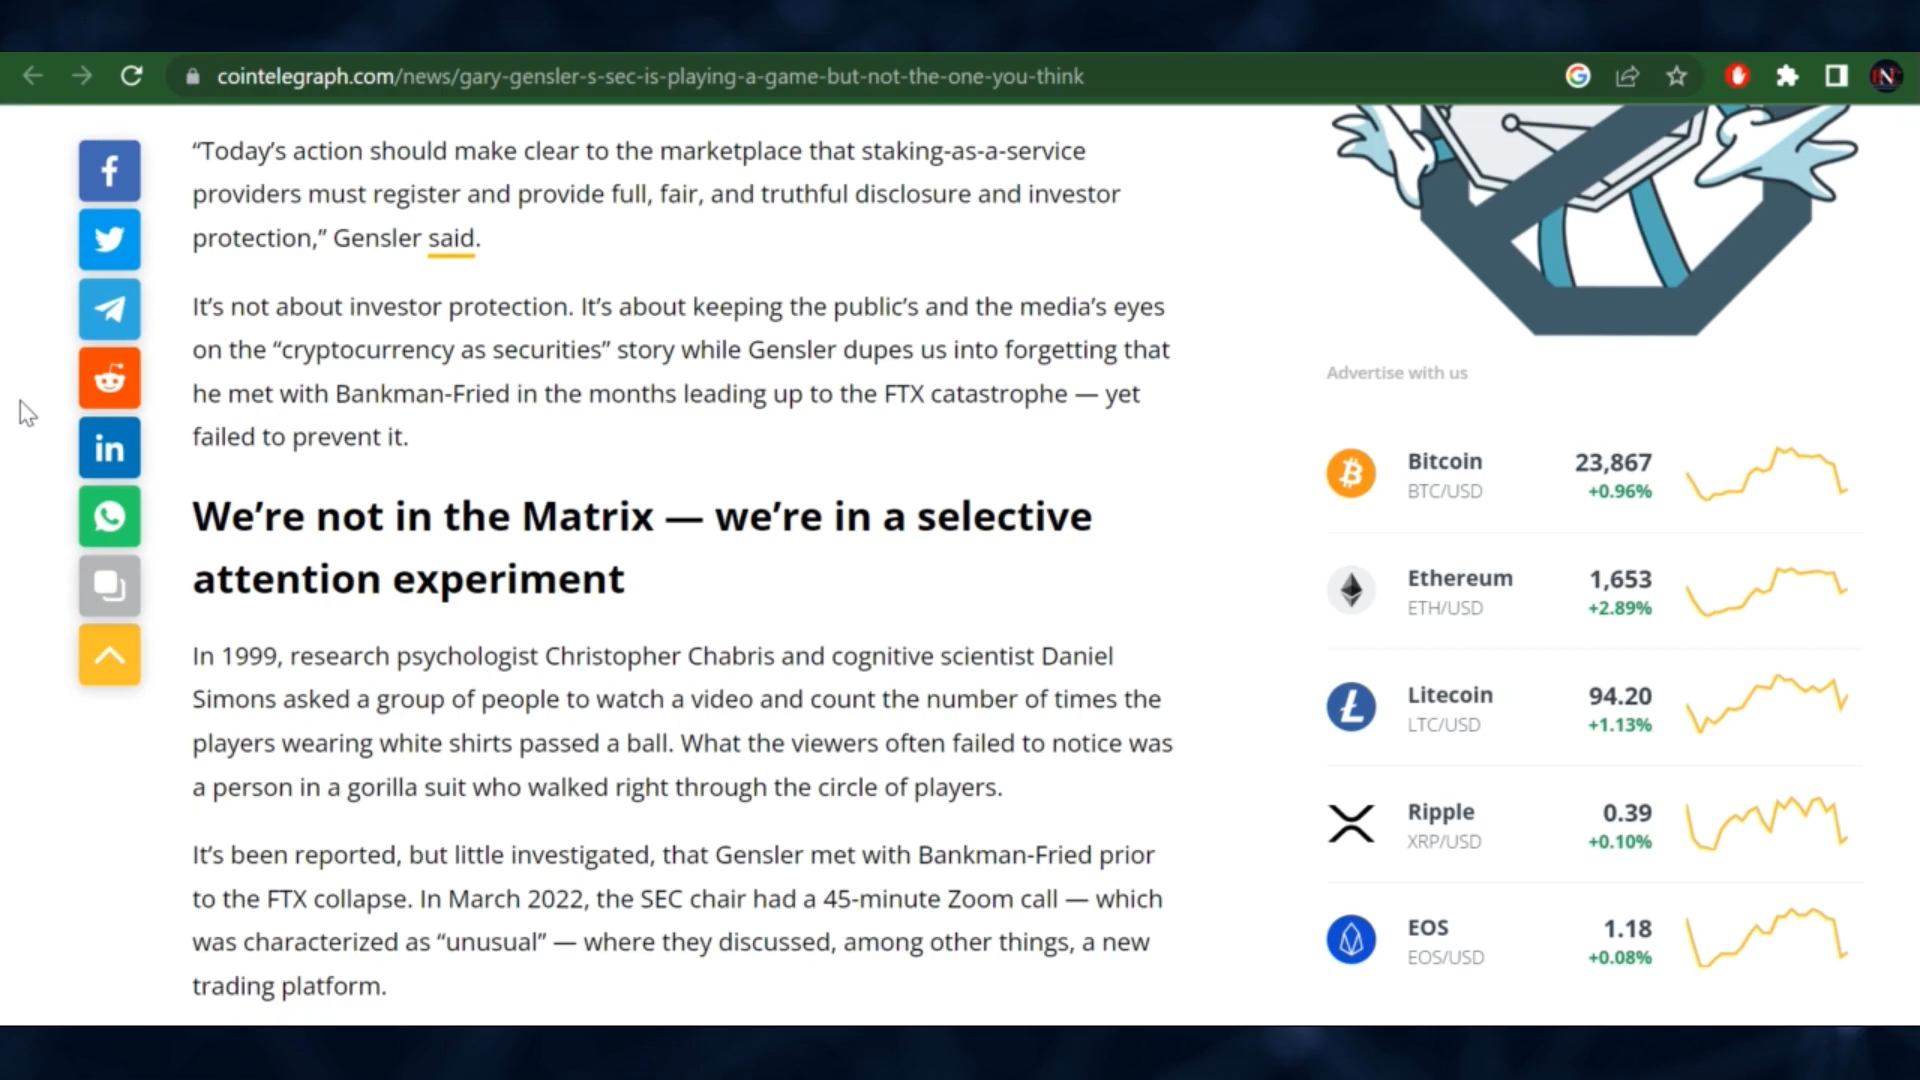 cointelegraph.com/news/gary-gensler-s-sec-is-playing-a-game-but-not-the-one-you-think
“Today’s action should make clear to the marketplace that staking-as-a-service
providers must register and provide full, fair, and truthful disclosure and investor
protection,” Gensler said.
It’s not about investor protection. It’s about keeping the public’s and the media’s eyes
on the “cryptocurrency as securities” story while Gensler dupes us into forgetting that
he met with Bankman-Fried in the months leading up to the FTX catastrophe — yet
failed to prevent it.
We’re not in the Matrix — we’re in a selective
attention experiment
In 1999, research psychologist Christopher Chabris and cognitive scientist Daniel
Simons asked a group of people to watch a video and count the number of times the
players wearing white shirts passed a ball. What the viewers often failed to notice was
a person in a gorilla suit who walked right through the circle of players.
It’s been reported, but little investigated, that Gensler met with Bankman-Fried prior
to the FTX collapse. In March 2022, the SEC chair had a 45-minute Zoom call — which
was characterized as “unusual” — where they discussed, among other things, a new
trading platform.
Advertise with us
Bitcoin 23,867
BTC/USD +0.96%
Ethereum 1,653
ETH/USD +2.89%
Litecoin 94.20
LTC/USD +1.13%
Ripple 0.39
XRP/USD +0.10%
EOS 1.18
EOS/USD +0.08%